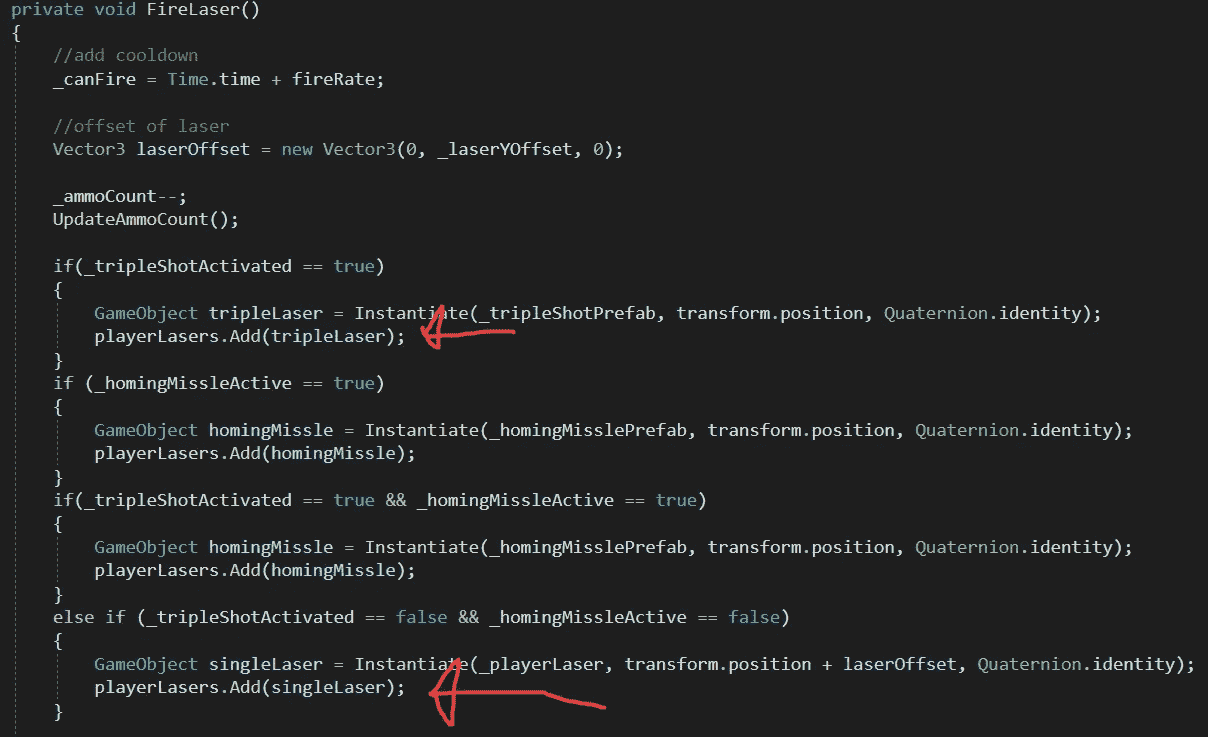 private void FireLaser()
{
//add cooldown
_canFire = Time.time + fireRate;
//offset of laser
Vector3 laserOffset = new Vector3(0, _laserYOffset, 0);
_ammoCount--;
UpdateAmmoCount();
if(_tripleShotActivated == true)
{
GameObject tripleLaser = Instantiate(_tripleShotPrefab, transform.position, Quaternion.identity);
playerLasers.Add(tripleLaser);
}
if (_homingMissleActive == true)
{
GameObject homingMissle = Instantiate(_homingMisslePrefab, transform.position, Quaternion.identity);
playerLasers.Add(homingMissle);
}
if(_tripleShotActivated == true && _homingMissleActive == true)
{
GameObject homingMissle = Instantiate(_homingMisslePrefab, transform.position, Quaternion.identity);
playerLasers.Add(homingMissle);
}
else if (_tripleShotActivated == false && _homingMissleActive == false)
{
GameObject singleLaser = Instantiate(_playerLaser, transform.position + laserOffset, Quaternion.identity);
playerLasers.Add(singleLaser);
}